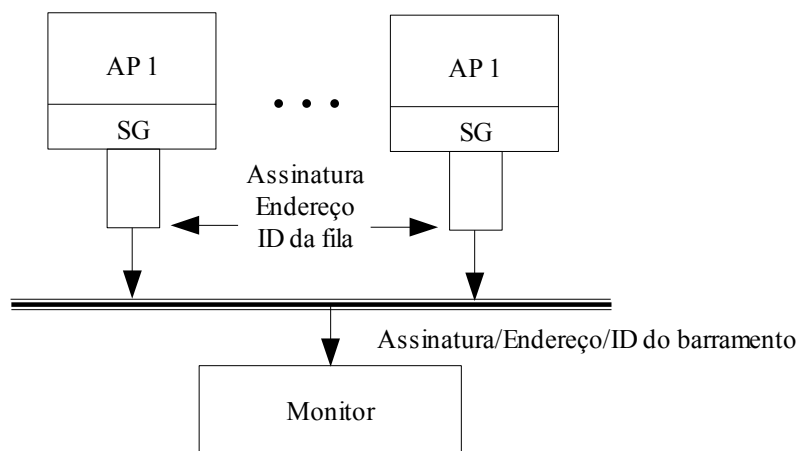 AP 1
AP 1
SG
SG
Assinatura
Endereço
ID da fila
Assinatura/Endereço/ID do barramento
Monitor